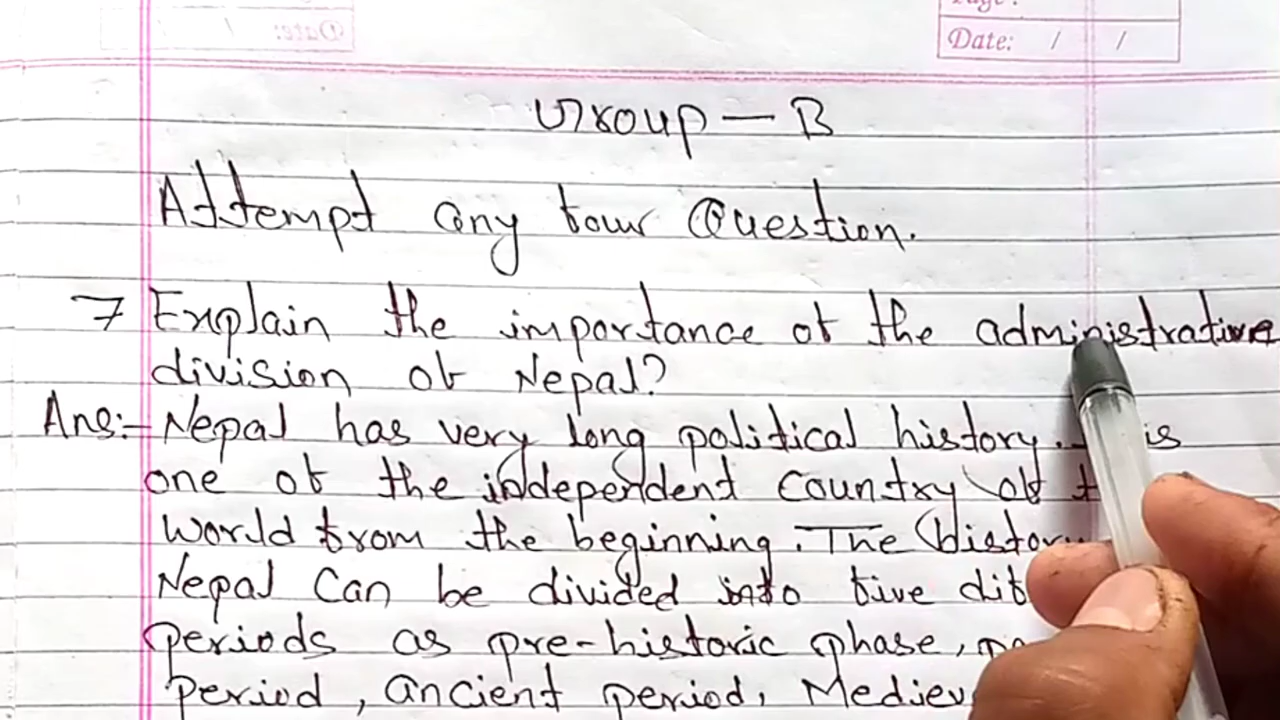 Date: / /
Group - B
Attempt any four Question.
7 Explain the importance of the administrative
division of Nepal?
Ans:- Nepal has very long political history. is
one of the independent Country of
World from the beginning. The
Nepal Can be divided into five
periods as pre-historic phase,
period, ancient period,